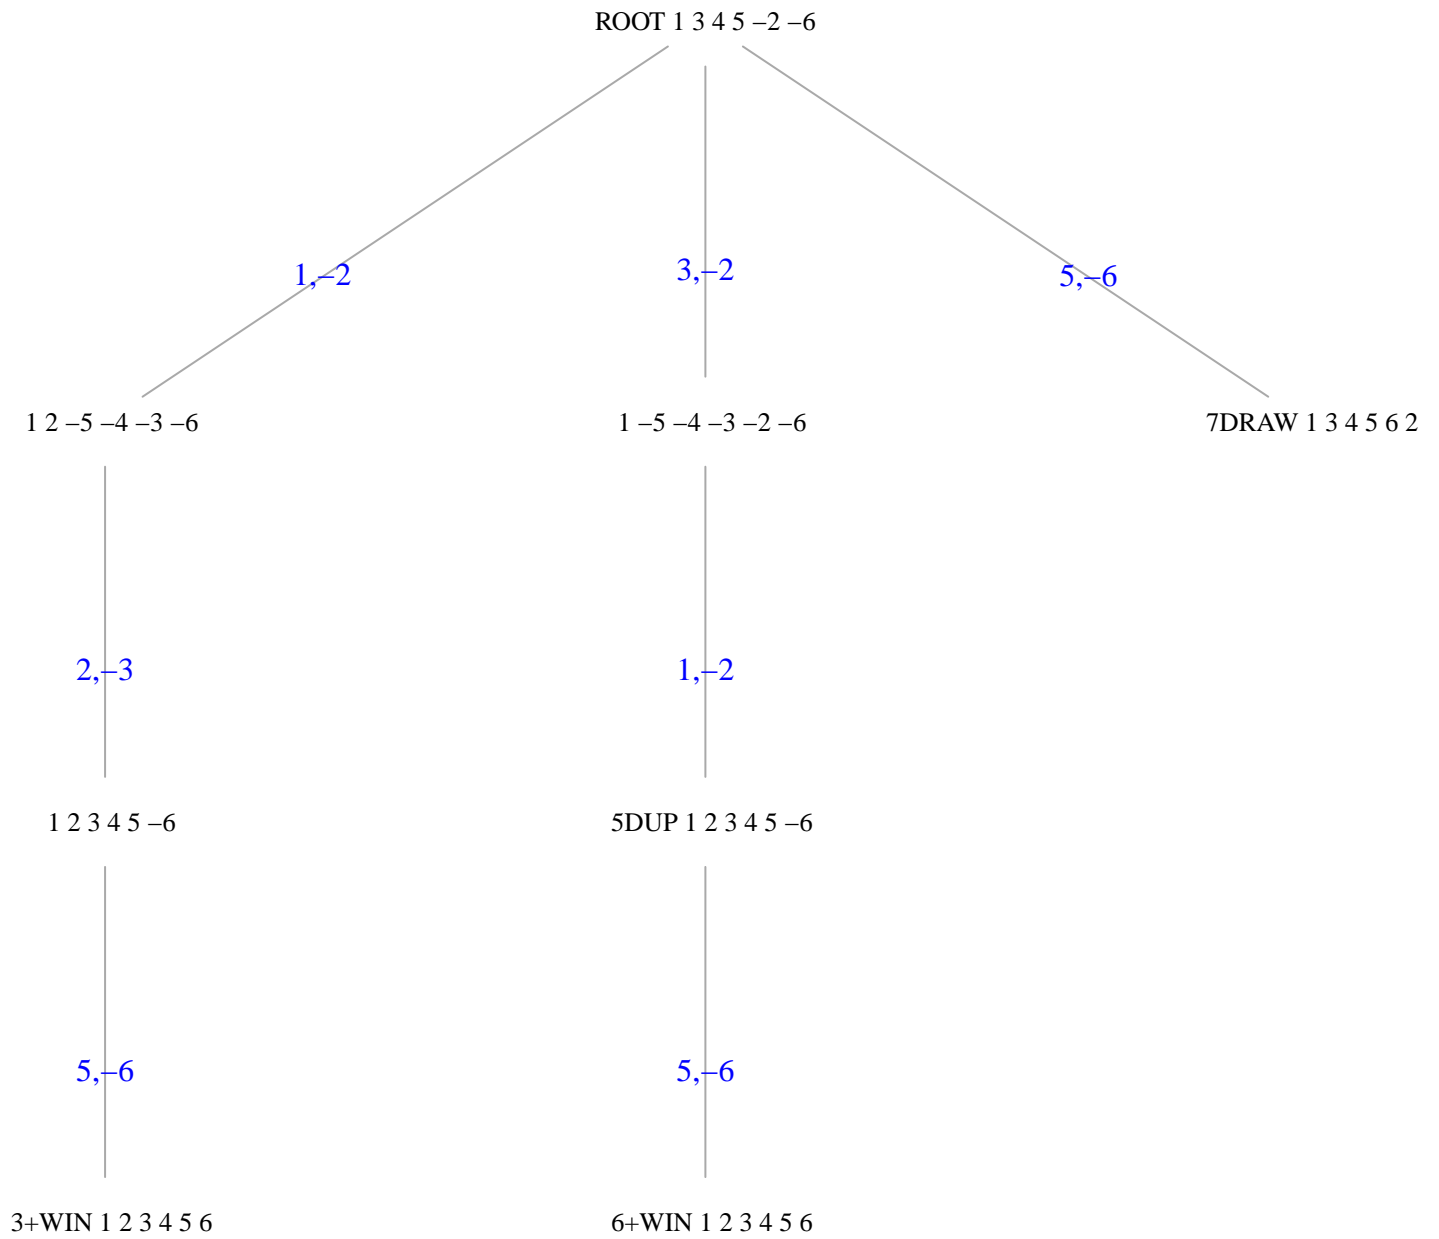 ROOT 1 3 4 5 −2 −6
1,−2
3,−2
5,−6
1 2 −5 −4 −3 −6
1 −5 −4 −3 −2 −6
7DRAW 1 3 4 5 6 2
2,−3
1,−2
1 2 3 4 5 −6
5DUP 1 2 3 4 5 −6
5,−6
5,−6
3+WIN 1 2 3 4 5 6
6+WIN 1 2 3 4 5 6